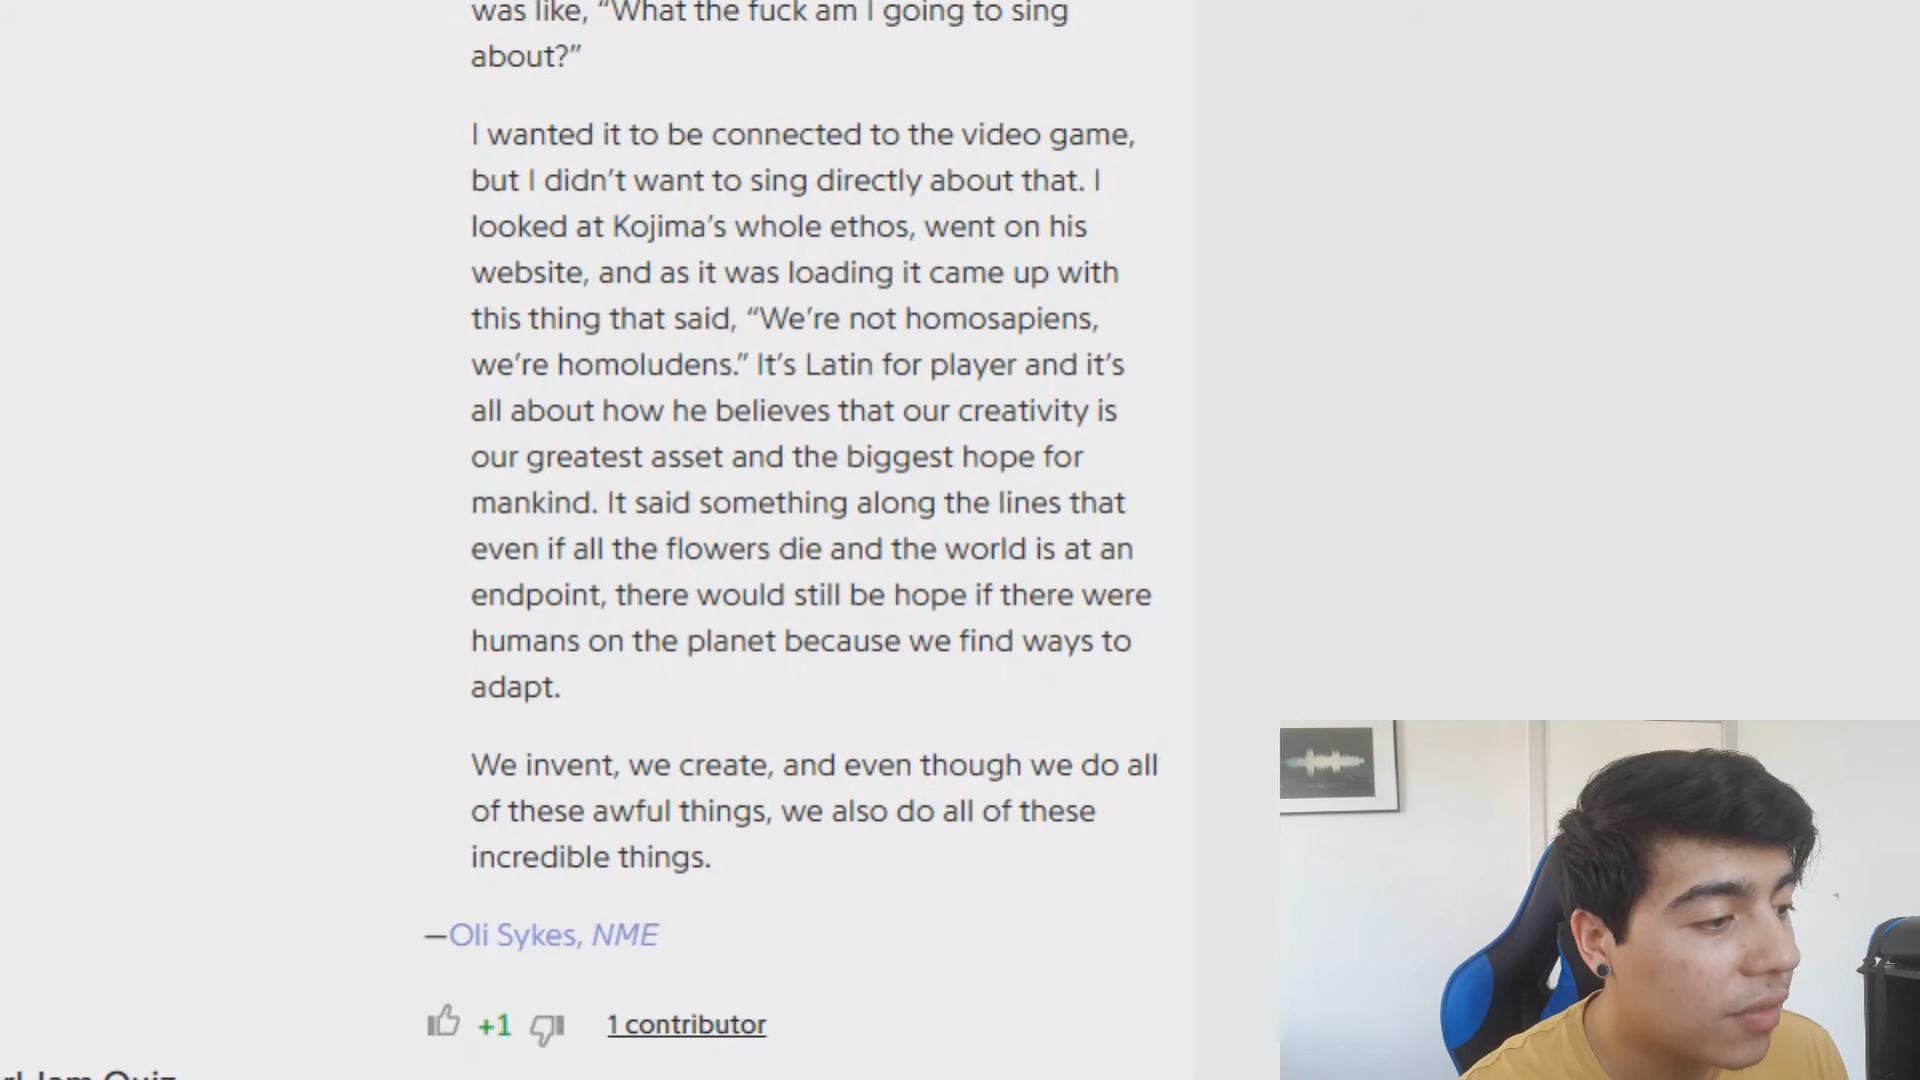 was like, “What the fuck am I going to sing
about?”
I wanted it to be connected to the video game,
but I didn’t want to sing directly about that. I
looked at Kojima’s whole ethos, went on his
website, and as it was loading it came up with
this thing that said, “We’re not homosapiens,
we’re homoludens.” It’s Latin for player and it’s
all about how he believes that our creativity is
our greatest asset and the biggest hope for
mankind. It said something along the lines that
even if all the flowers die and the world is at an
endpoint, there would still be hope if there were
humans on the planet because we find ways to
adapt.
We invent, we create, and even though we do all
of these awful things, we also do all of these
incredible things.
—Oli Sykes, NME
+1 1 contributor
Jam Quiz